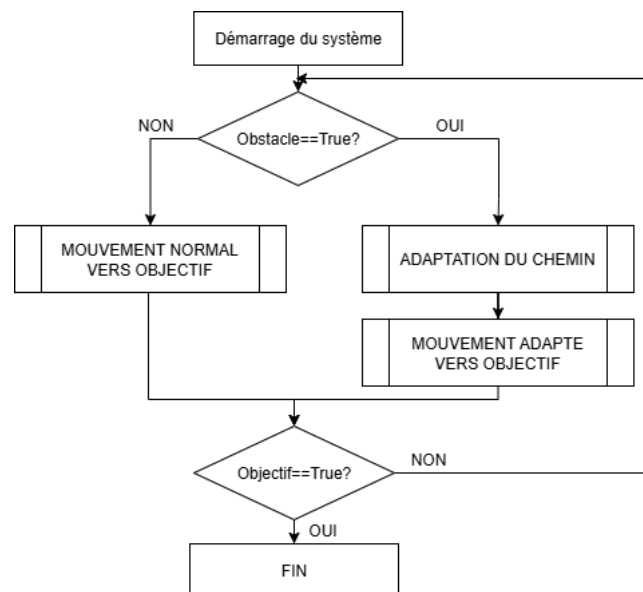 Démarrage du système
Obstacle==True?
NON
OUI
MOUVEMENT NORMAL
VERS OBJECTIF
ADAPTATION DU CHEMIN
MOUVEMENT ADAPTE
VERS OBJECTIF
Objectif==True?
NON
OUI
FIN